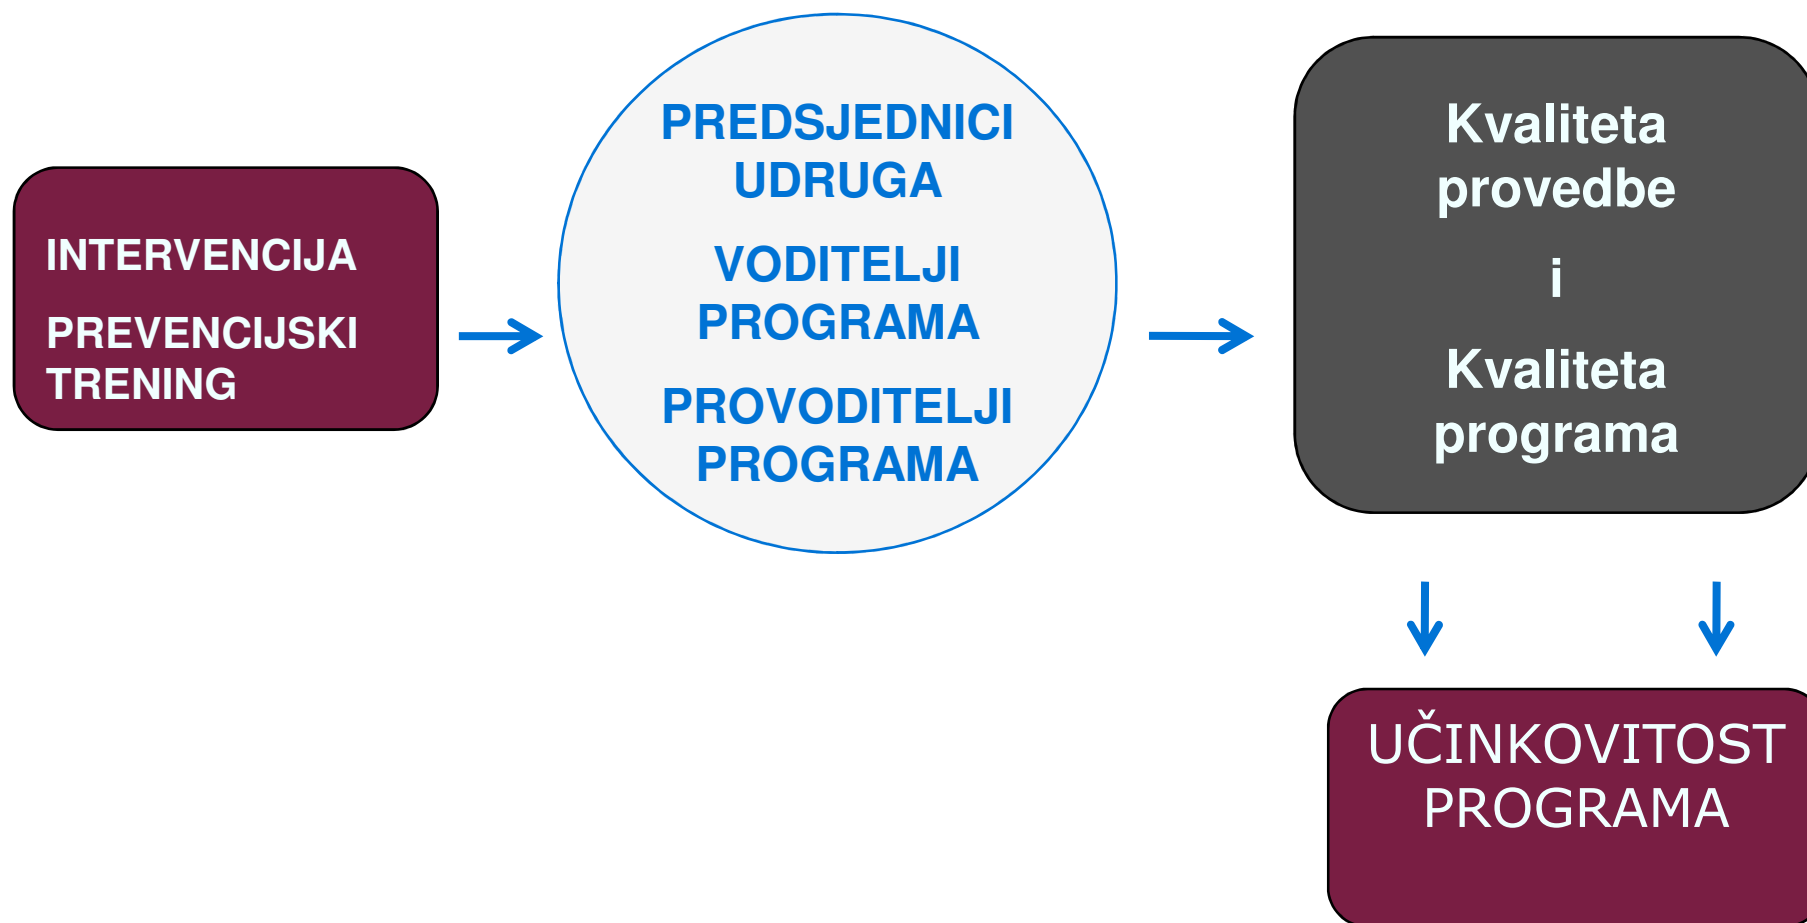 INTERVENCIJA
PREVENCIJSKI
TRENING
PREDSJEDNICI
UDRUGA
VODITELJI
PROGRAMA
PROVODITELJI
PROGRAMA
Kvaliteta
provedbe
i
Kvaliteta
programa
UČINKOVITOST
PROGRAMA